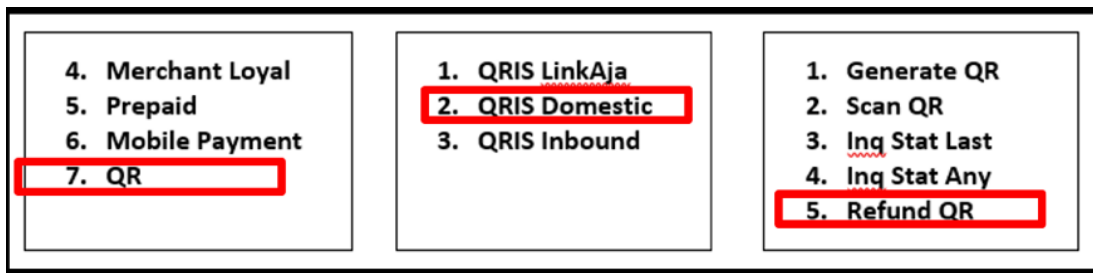 4. Merchant Loyal
5. Prepaid
6. Mobile Payment
7. QR
1. QRIS LinkAja
2. QRIS Domestic
3. QRIS Inbound
1. Generate QR
2. Scan QR
3. Inq Stat Last
4. Inq Stat Any
5. Refund QR